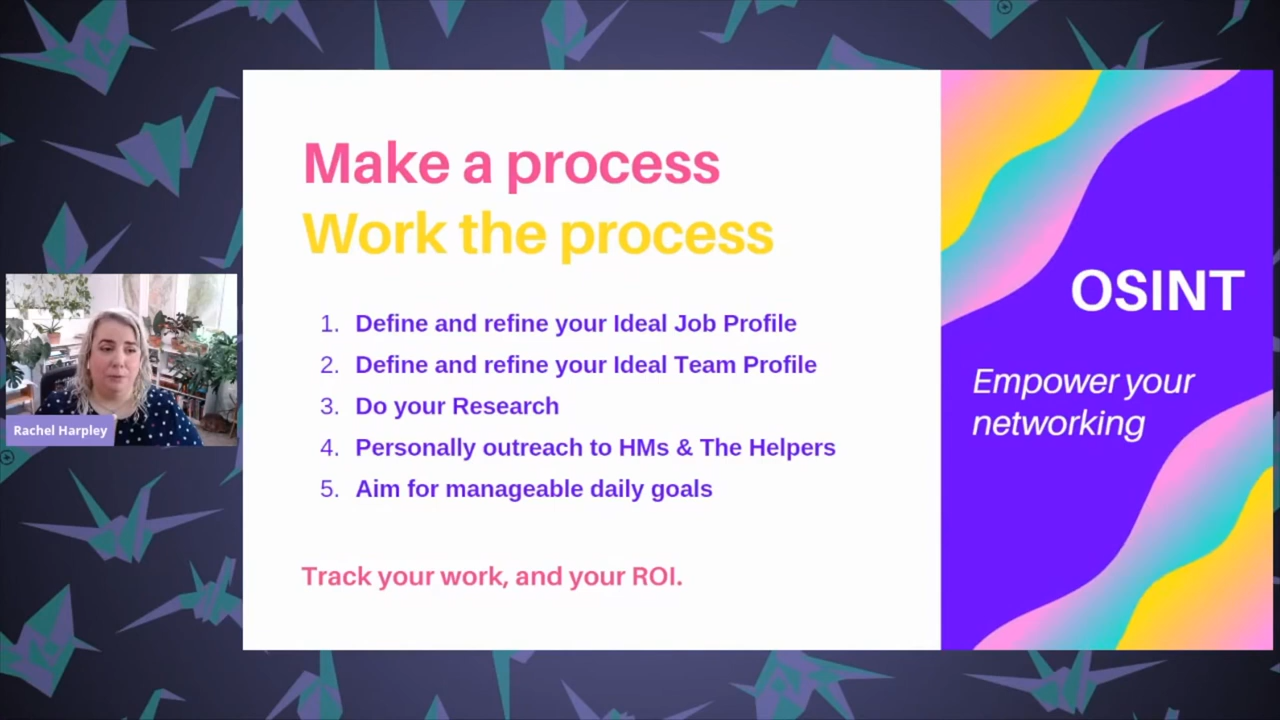 Make a process
Work the process
1. Define and refine your Ideal Job Profile
2. Define and refine your Ideal Team Profile
3. Do your Research
4. Personally outreach to HMs & The Helpers
5. Aim for manageable daily goals
Track your work, and your ROI.
OSINT
Empower your
networking
Rachel Harpley